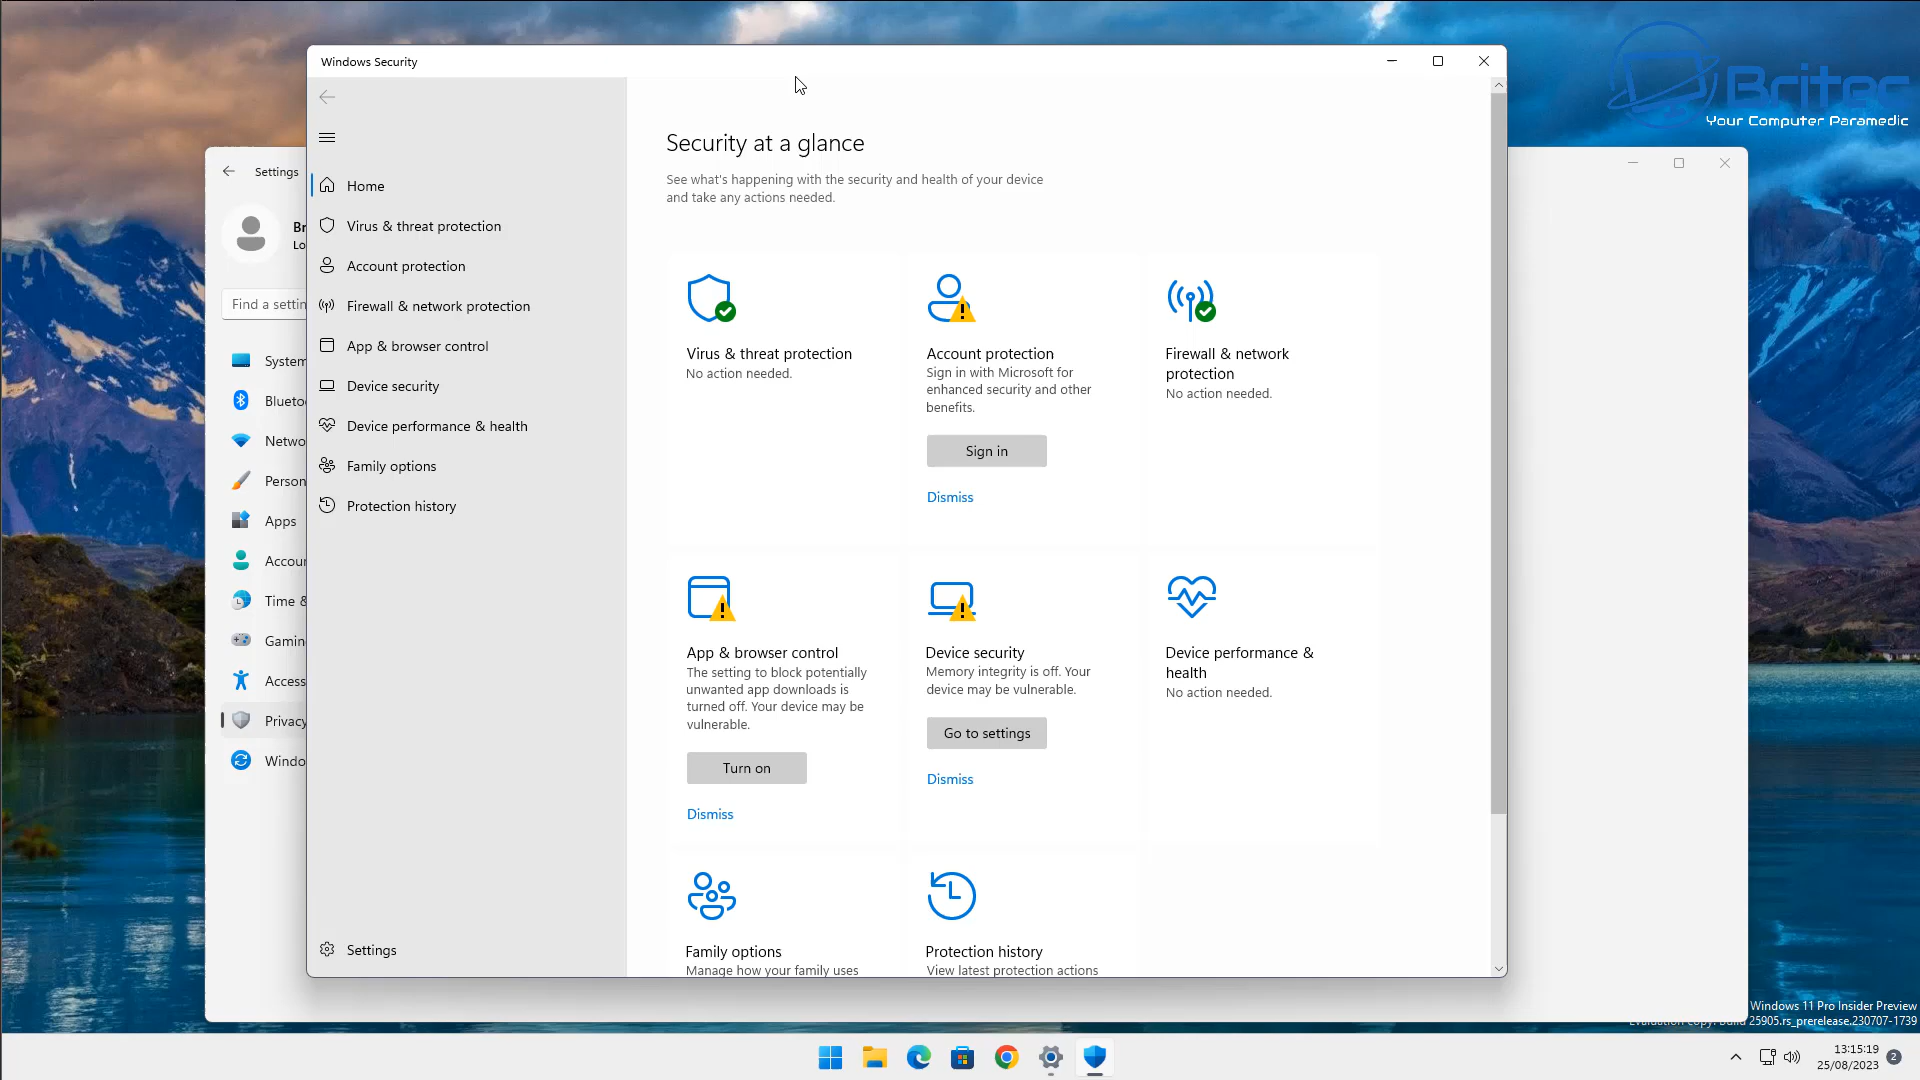 Windows Security
Britec
Your Computer Paramedic
Settings
Br
Lo
Find a settin
System
Blueto
Netwo
Person
Apps
Accour
Time &
Gamin
Access
Privacy
Windo
Home
Virus & threat protection
Account protection
Firewall & network protection
App & browser control
Device security
Device performance & health
Family options
Protection history
Settings
Security at a glance
See what's happening with the security and health of your device
and take any actions needed.
Virus & threat protection
No action needed.
Account protection
Sign in with Microsoft for
enhanced security and other
benefits.
Sign in
Dismiss
Firewall & network
protection
No action needed.
App & browser control
The setting to block potentially
unwanted app downloads is
turned off. Your device may be
vulnerable.
Turn on
Dismiss
Device security
Memory integrity is off. Your
device may be vulnerable.
Go to settings
Dismiss
Device performance &
health
No action needed.
Family options
Manage how your family uses
Protection history
View latest protection actions
Windows 11 Pro Insider Preview
Evaluation Copy. Build 25905.rs_prerelease.230707-1739
13:15:19
25/08/2023
2